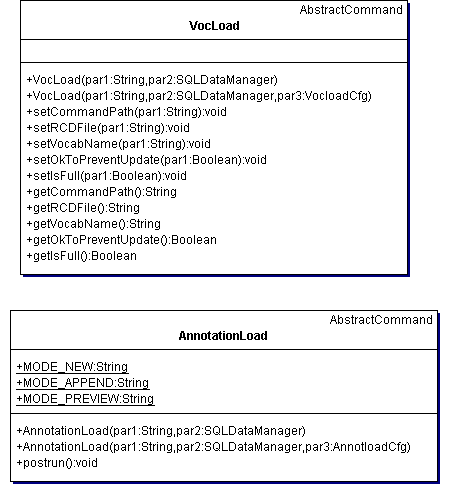 AbstractCommand
VocLoad
+VocLoad(par1:String,par2:SQLDataManager)
+VocLoad(par1:String,par2:SQLDataManager,par3:VocloadCfg)
+setCommandPath(par1:String):void
+setRCDFile(par1:String):void
+setVocabName(par1:String):void
+setOkToPreventUpdate(par1:Boolean):void
+setIsFull(par1:Boolean):void
+getCommandPath():String
+getRCDFile():String
+getVocabName():String
+getOkToPreventUpdate():Boolean
+getIsFull():Boolean
AbstractCommand
AnnotationLoad
+MODE_NEW:String
+MODE_APPEND:String
+MODE_PREVIEW:String
+AnnotationLoad(par1:String,par2:SQLDataManager)
+AnnotationLoad(par1:String,par2:SQLDataManager,par3:AnnotloadCfg)
+postrun():void